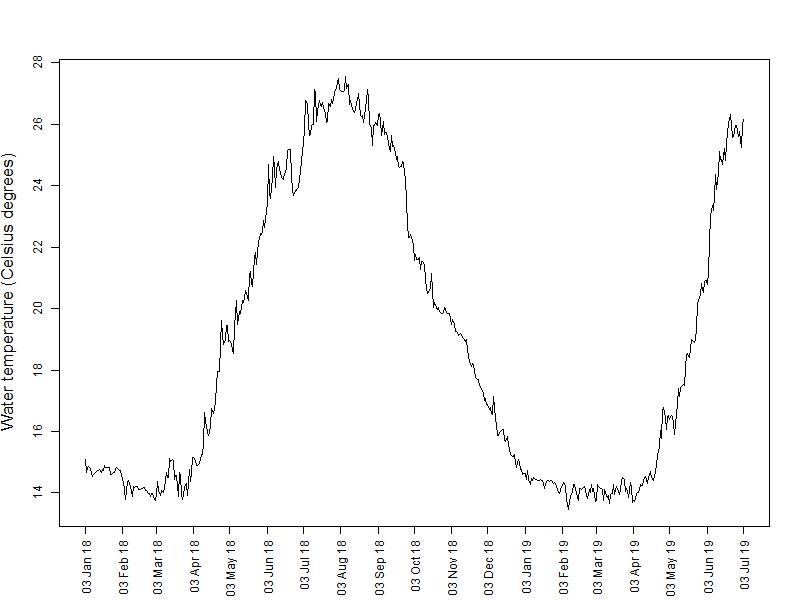 Water temperature (Celsius degrees)
28
26
24
22
20
18
16
14
03 Jan 18
03 Feb 18
03 Mar 18
03 Apr 18
03 May 18
03 Jun 18
03 Jul 18
03 Aug 18
03 Sep 18
03 Oct 18
03 Nov 18
03 Dec 18
03 Jan 19
03 Feb 19
03 Mar 19
03 Apr 19
03 May 19
03 Jun 19
03 Jul 19